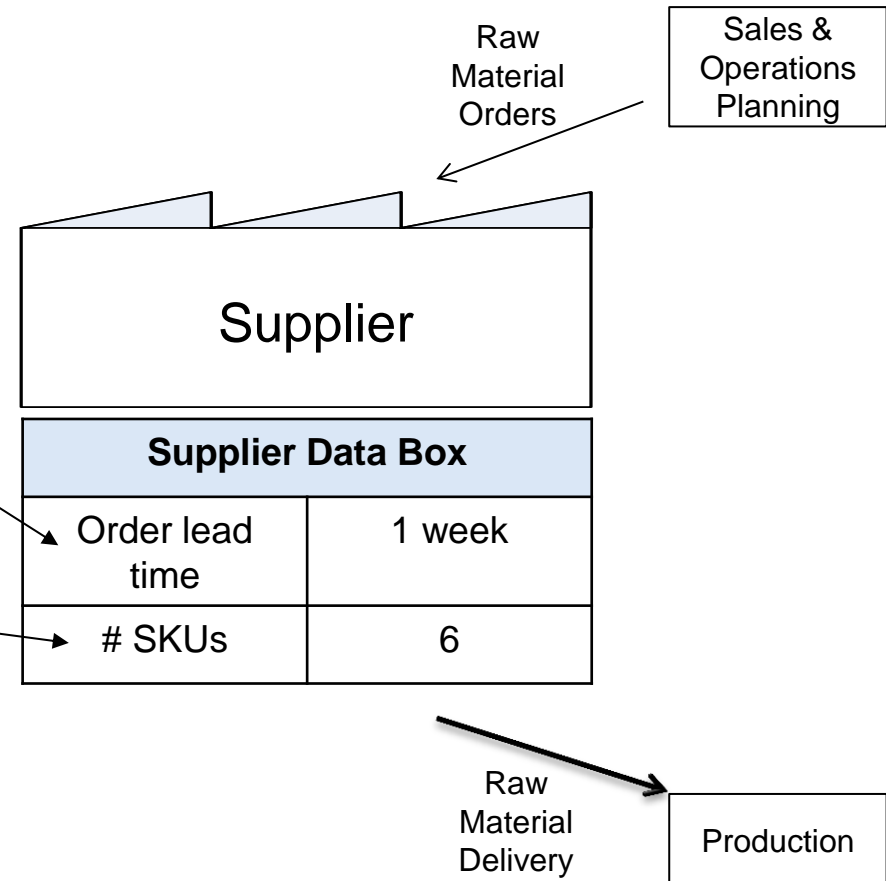 Raw
Material
Orders
Sales &
Operations
Planning
Supplier
Supplier Data Box
Order lead
time
1 week
# SKUs
6
Raw
Material
Delivery
Production